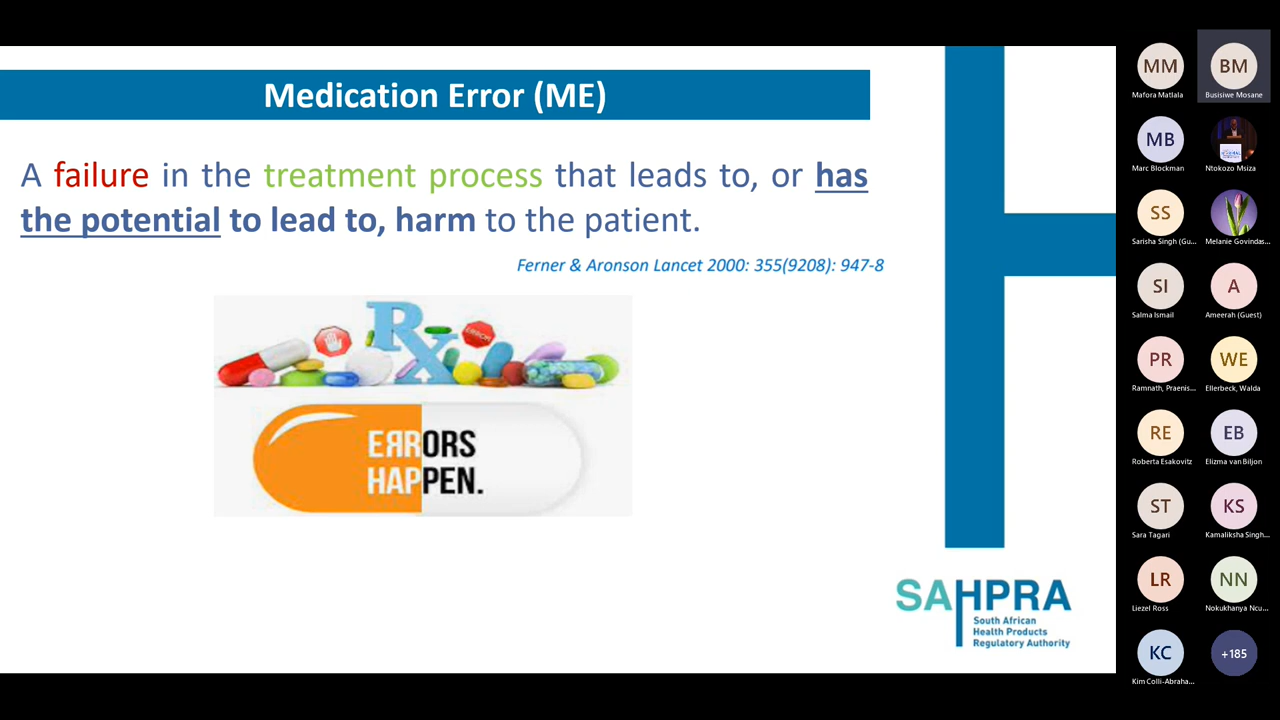 Medication Error (ME)
A failure in the treatment process that leads to, or has
the potential to lead to, harm to the patient.
Ferner & Aronson Lancet 2000: 355(9208): 947-8
Rx
ERROR
ERRORS
HAPPEN.
SAHPRA
South African
Health Products
Regulatory Authority
MM
Mafora Matlala
BM
Busisiwe Mosane
MB
Marc Blockman
Ntokozo Msiza
SS
Sarisha Singh (Gu...
Melanie Govindas...
SI
Salma Ismail
A
Ameerah (Guest)
PR
Ramnath, Praenis...
WE
Ellerbeck, Walda
RE
Roberta Esakovitz
EB
Elizma van Biljon
ST
Sara Tagari
KS
Kamaliksha Singh...
LR
Liezel Ross
NN
Nokukhanya Ncu...
KC
Kim Colli-Abraha...
+185